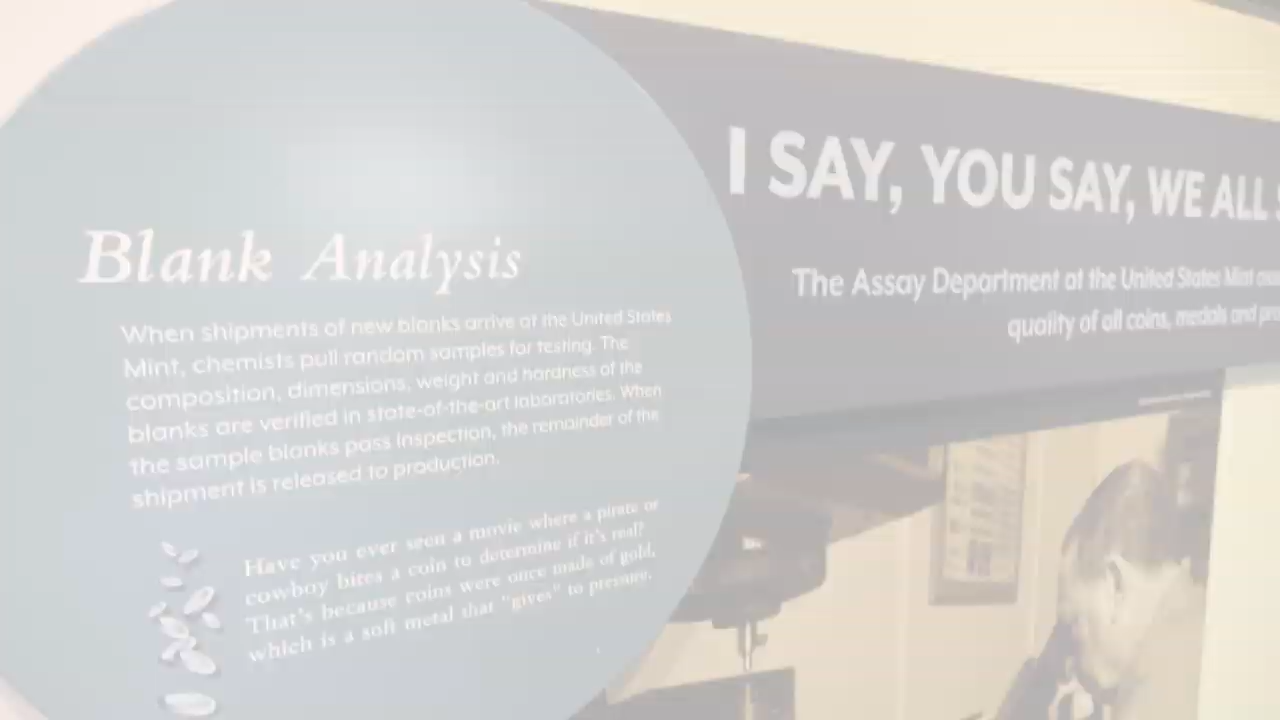 Blank Analysis
When shipments of new blanks arrive at the United States
Mint, chemists pull random samples for testing. The
composition, dimensions, weight and hardness of the
blanks are verified in state-of-the-art laboratories. When
the sample blanks pass inspection, the remainder of the
shipment is released to production.
Have you ever seen a movie where a pirate or
cowboy bites a coin to determine if it's real?
That's because coins were once made of gold,
which is a soft metal that "gives" to pressure.
I SAY, YOU SAY, WE ALL
The Assay Department at the United States Mint
quality of all coins, medals and